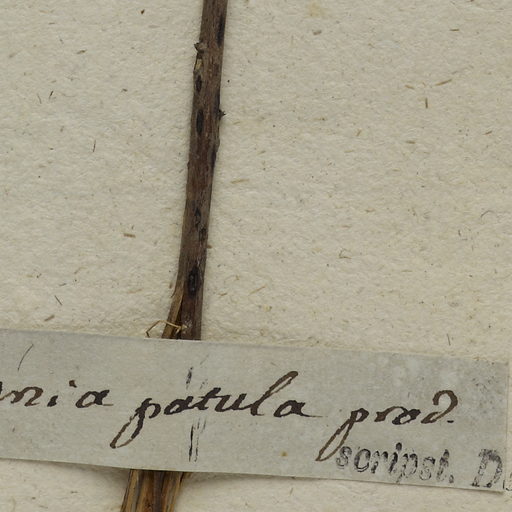 nia patula prod.
scripst. D